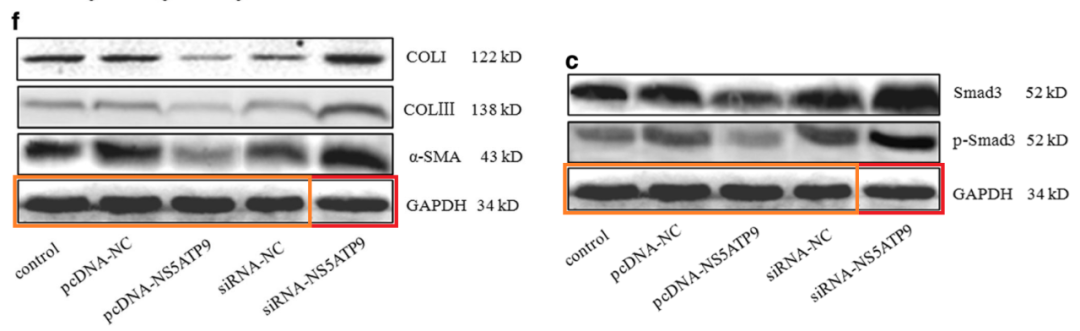 f
COLI 122 kD
COLIII 138 kD
α-SMA 43 kD
GAPDH 34 kD
control
pcDNA-NC
pcDNA-NS5ATP9
siRNA-NC
siRNA-NS5ATP9
c
Smad3 52 kD
p-Smad3 52 kD
GAPDH 34 kD
control
pcDNA-NC
pcDNA-NS5ATP9
siRNA-NC
siRNA-NS5ATP9